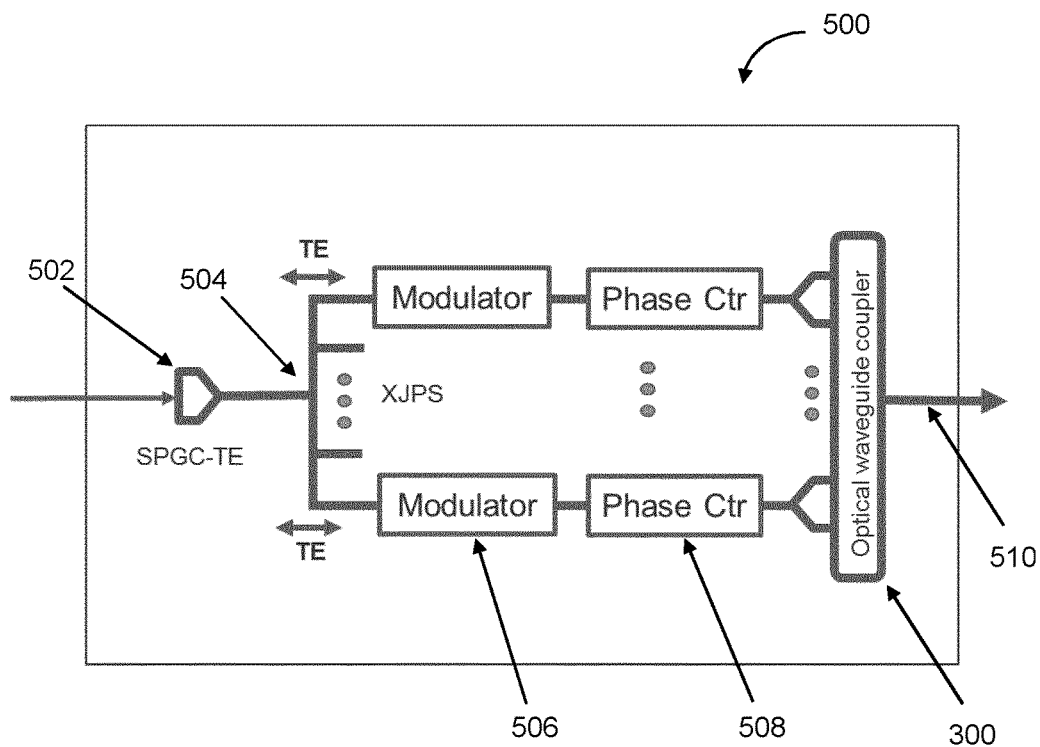 500
502
504
TE
Modulator
Phase Ctr
XJPS
SPGC-TE
Optical waveguide coupler
TE
Modulator
Phase Ctr
510
506
508
300